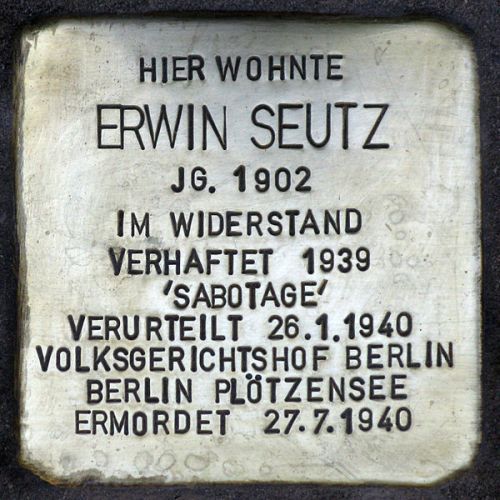 HIER WOHNTE
ERWIN SEUTZ
JG. 1902
IM WIDERSTAND
VERHAFTET 1939
'SABOTAGE'
VERURTEILT 26.1.1940
VOLKSGERICHTSHOF BERLIN
BERLIN PLÖTZENSEE
ERMORDET 27.7.1940